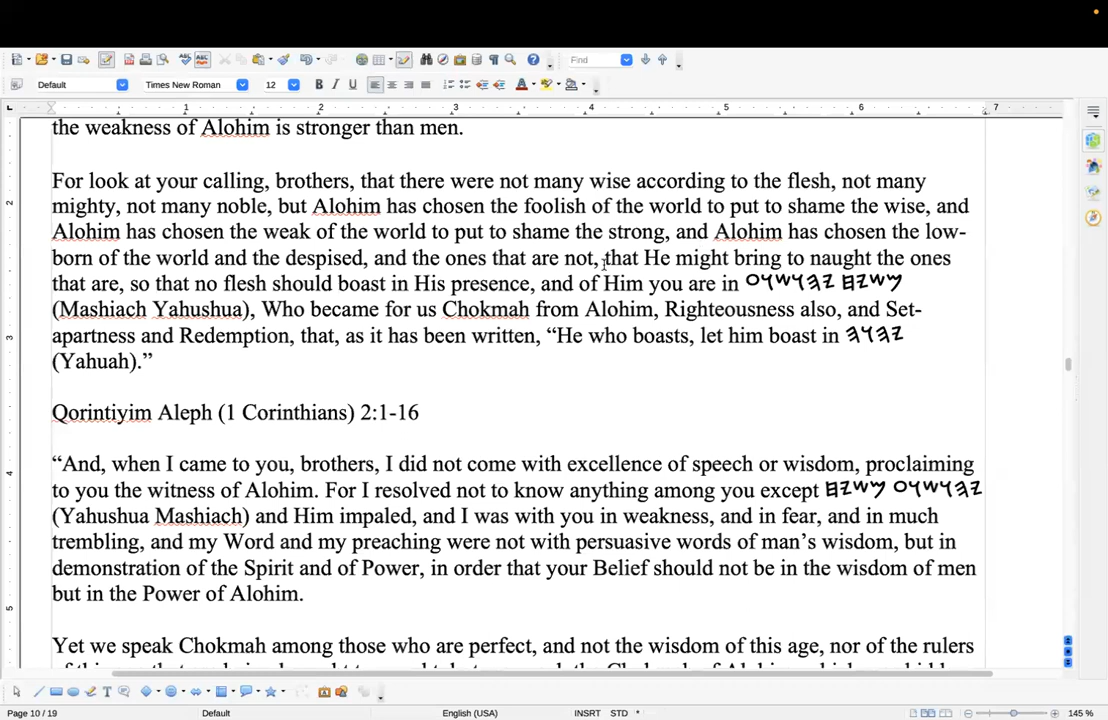 Find
Default
Times New Roman
12
1 2 3 4 5 6 7
the weakness of Alohim is stronger than men.
For look at your calling, brothers, that there were not many wise according to the flesh, not many
mighty, not many noble, but Alohim has chosen the foolish of the world to put to shame the wise, and
Alohim has chosen the weak of the world to put to shame the strong, and Alohim has chosen the low-
born of the world and the despised, and the ones that are not, that He might bring to naught the ones
that are, so that no flesh should boast in His presence, and of Him you are in 𐤌𐤔𐤉𐤇 𐤉𐤄𐤅𐤔𐤅𐤏
(Mashiach Yahushua), Who became for us Chokmah from Alohim, Righteousness also, and Set-
apartness and Redemption, that, as it has been written, “He who boasts, let him boast in 𐤉𐤄𐤅𐤄
(Yahuah).”
Qorintiyim Aleph (1 Corinthians) 2:1-16
“And, when I came to you, brothers, I did not come with excellence of speech or wisdom, proclaiming
to you the witness of Alohim. For I resolved not to know anything among you except 𐤉𐤄𐤅𐤔𐤅𐤏 𐤌𐤔𐤉𐤇
(Yahushua Mashiach) and Him impaled, and I was with you in weakness, and in fear, and in much
trembling, and my Word and my preaching were not with persuasive words of man’s wisdom, but in
demonstration of the Spirit and of Power, in order that your Belief should not be in the wisdom of men
but in the Power of Alohim.
Yet we speak Chokmah among those who are perfect, and not the wisdom of this age, nor of the rulers
Page 10 / 19
Default
English (USA)
INSRT STD *
145 %